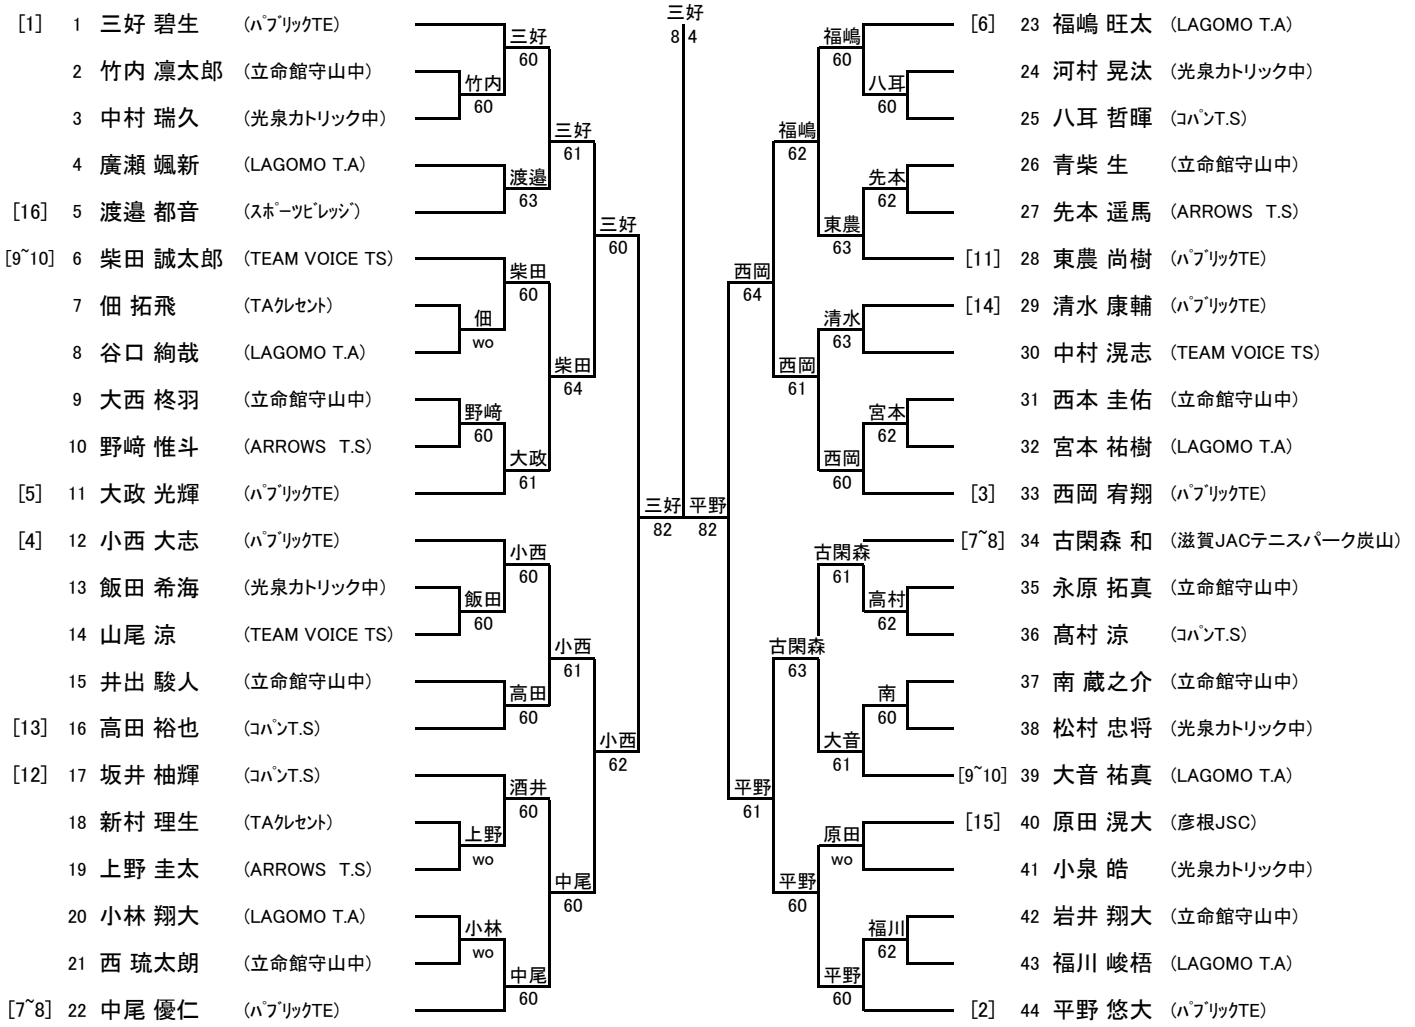 三好
8 4
[1] 1 三好 碧生 (ﾊﾟﾌﾞﾘｯｸTE)
2 竹内 凛太郎 (立命館守山中)
3 中村 瑞久 (光泉カトリック中)
4 廣瀬 颯新 (LAGOMO T.A)
[16] 5 渡邉 都音 (ｽﾎﾟｰﾂﾋﾞﾚｯｼﾞ)
[9~10] 6 柴田 誠太郎 (TEAM VOICE TS)
7 佃 拓飛 (TAｸﾚｾﾝﾄ)
8 谷口 絢哉 (LAGOMO T.A)
9 大西 柊羽 (立命館守山中)
10 野﨑 惟斗 (ARROWS T.S)
[5] 11 大政 光輝 (ﾊﾟﾌﾞﾘｯｸTE)
[4] 12 小西 大志 (ﾊﾟﾌﾞﾘｯｸTE)
13 飯田 希海 (光泉カトリック中)
14 山尾 涼 (TEAM VOICE TS)
15 井出 駿人 (立命館守山中)
[13] 16 高田 裕也 (ｺﾊﾟﾝT.S)
[12] 17 坂井 柚輝 (ｺﾊﾟﾝT.S)
18 新村 理生 (TAｸﾚｾﾝﾄ)
19 上野 圭太 (ARROWS T.S)
20 小林 翔大 (LAGOMO T.A)
21 西 琉太朗 (立命館守山中)
[7~8] 22 中尾 優仁 (ﾊﾟﾌﾞﾘｯｸTE)
竹内
60
佃
wo
野﨑
60
飯田
60
上野
wo
小林
wo
三好
60
渡邉
63
柴田
60
大政
61
小西
60
高田
60
酒井
60
中尾
60
三好
61
柴田
64
小西
61
中尾
60
三好
60
小西
62
三好
82
平野
82
西岡
64
平野
61
福嶋
62
西岡
61
古閑森
63
平野
60
福嶋
60
東農
63
清水
63
西岡
60
古閑森
61
大音
61
原田
wo
平野
60
八耳
60
先本
62
宮本
62
高村
62
南
60
福川
62
[6] 23 福嶋 旺太 (LAGOMO T.A)
24 河村 晃汰 (光泉カトリック中)
25 八耳 哲暉 (ｺﾊﾟﾝT.S)
26 青柴 生 (立命館守山中)
27 先本 遥馬 (ARROWS T.S)
[11] 28 東農 尚樹 (ﾊﾟﾌﾞﾘｯｸTE)
[14] 29 清水 康輔 (ﾊﾟﾌﾞﾘｯｸTE)
30 中村 滉志 (TEAM VOICE TS)
31 西本 圭佑 (立命館守山中)
32 宮本 祐樹 (LAGOMO T.A)
[3] 33 西岡 宥翔 (ﾊﾟﾌﾞﾘｯｸTE)
[7~8] 34 古閑森 和 (滋賀JACテニスパーク炭山)
35 永原 拓真 (立命館守山中)
36 髙村 涼 (ｺﾊﾟﾝT.S)
37 南 蔵之介 (立命館守山中)
38 松村 忠将 (光泉カトリック中)
[9~10] 39 大音 祐真 (LAGOMO T.A)
[15] 40 原田 滉大 (彦根JSC)
41 小泉 皓 (光泉カトリック中)
42 岩井 翔大 (立命館守山中)
43 福川 峻梧 (LAGOMO T.A)
[2] 44 平野 悠大 (ﾊﾟﾌﾞﾘｯｸTE)